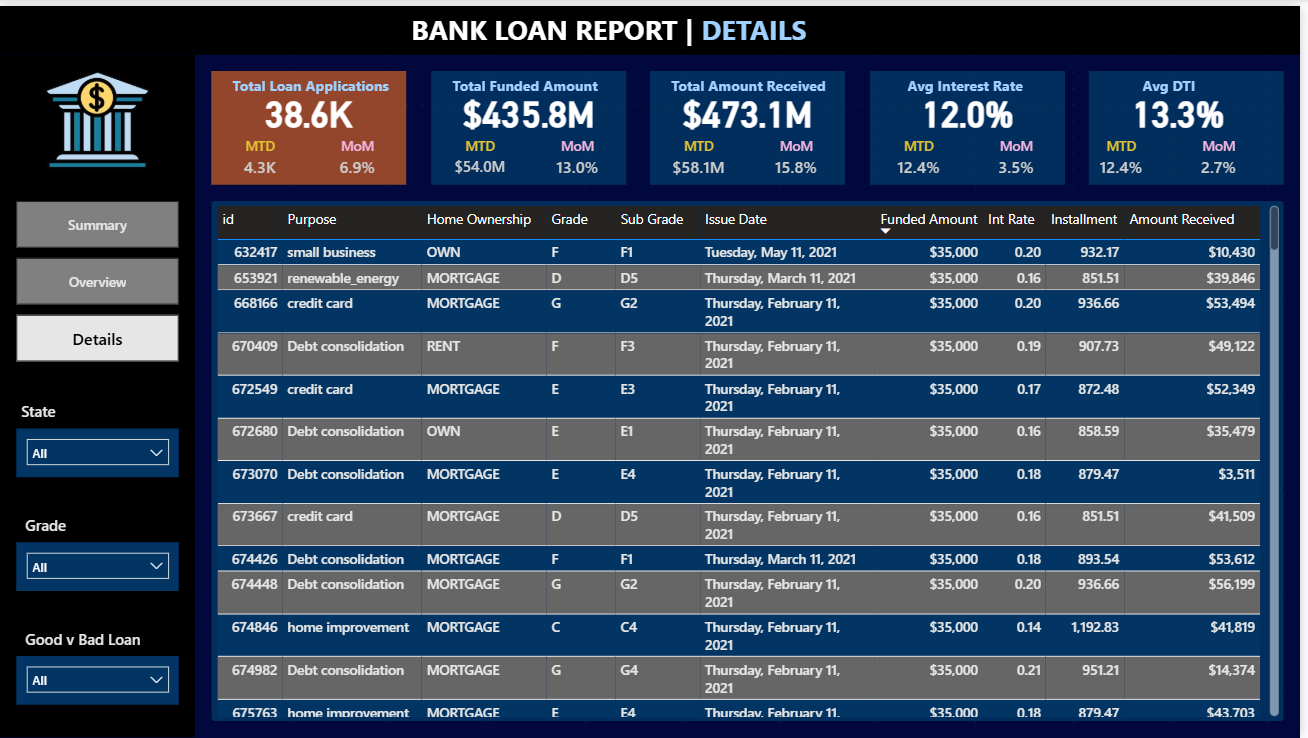 BANK LOAN REPORT | DETAILS
$
Total Loan Applications
38.6K
MTD MoM
4.3K 6.9%
Total Funded Amount
$435.8M
MTD MoM
$54.0M 13.0%
Total Amount Received
$473.1M
MTD MoM
$58.1M 15.8%
Avg Interest Rate
12.0%
MTD MoM
12.4% 3.5%
Avg DTI
13.3%
MTD MoM
12.4% 2.7%
Summary
Overview
Details
State
All
Grade
All
Good v Bad Loan
All
id Purpose Home Ownership Grade Sub Grade Issue Date Funded Amount Int Rate Installment Amount Received
632417 small business OWN F F1 Tuesday, May 11, 2021 $35,000 0.20 932.17 $10,430
653921 renewable_energy MORTGAGE D D5 Thursday, March 11, 2021 $35,000 0.16 851.51 $39,846
668166 credit card MORTGAGE G G2 Thursday, February 11, $35,000 0.20 936.66 $53,494
2021
670409 Debt consolidation RENT F F3 Thursday, February 11, $35,000 0.19 907.73 $49,122
2021
672549 credit card MORTGAGE E E3 Thursday, February 11, $35,000 0.17 872.48 $52,349
2021
672680 Debt consolidation OWN E E1 Thursday, February 11, $35,000 0.16 858.59 $35,479
2021
673070 Debt consolidation MORTGAGE E E4 Thursday, February 11, $35,000 0.18 879.47 $3,511
2021
673667 credit card MORTGAGE D D5 Thursday, February 11, $35,000 0.16 851.51 $41,509
2021
674426 Debt consolidation MORTGAGE F F1 Thursday, March 11, 2021 $35,000 0.18 893.54 $53,612
674448 Debt consolidation MORTGAGE G G2 Thursday, February 11, $35,000 0.20 936.66 $56,199
2021
674846 home improvement MORTGAGE C C4 Thursday, February 11, $35,000 0.14 1,192.83 $41,819
2021
674982 Debt consolidation MORTGAGE G G4 Thursday, February 11, $35,000 0.21 951.21 $14,374
2021
675763 home improvement MORTGAGE E E4 Thursday, February 11, $35,000 0.18 879.47 $43,703